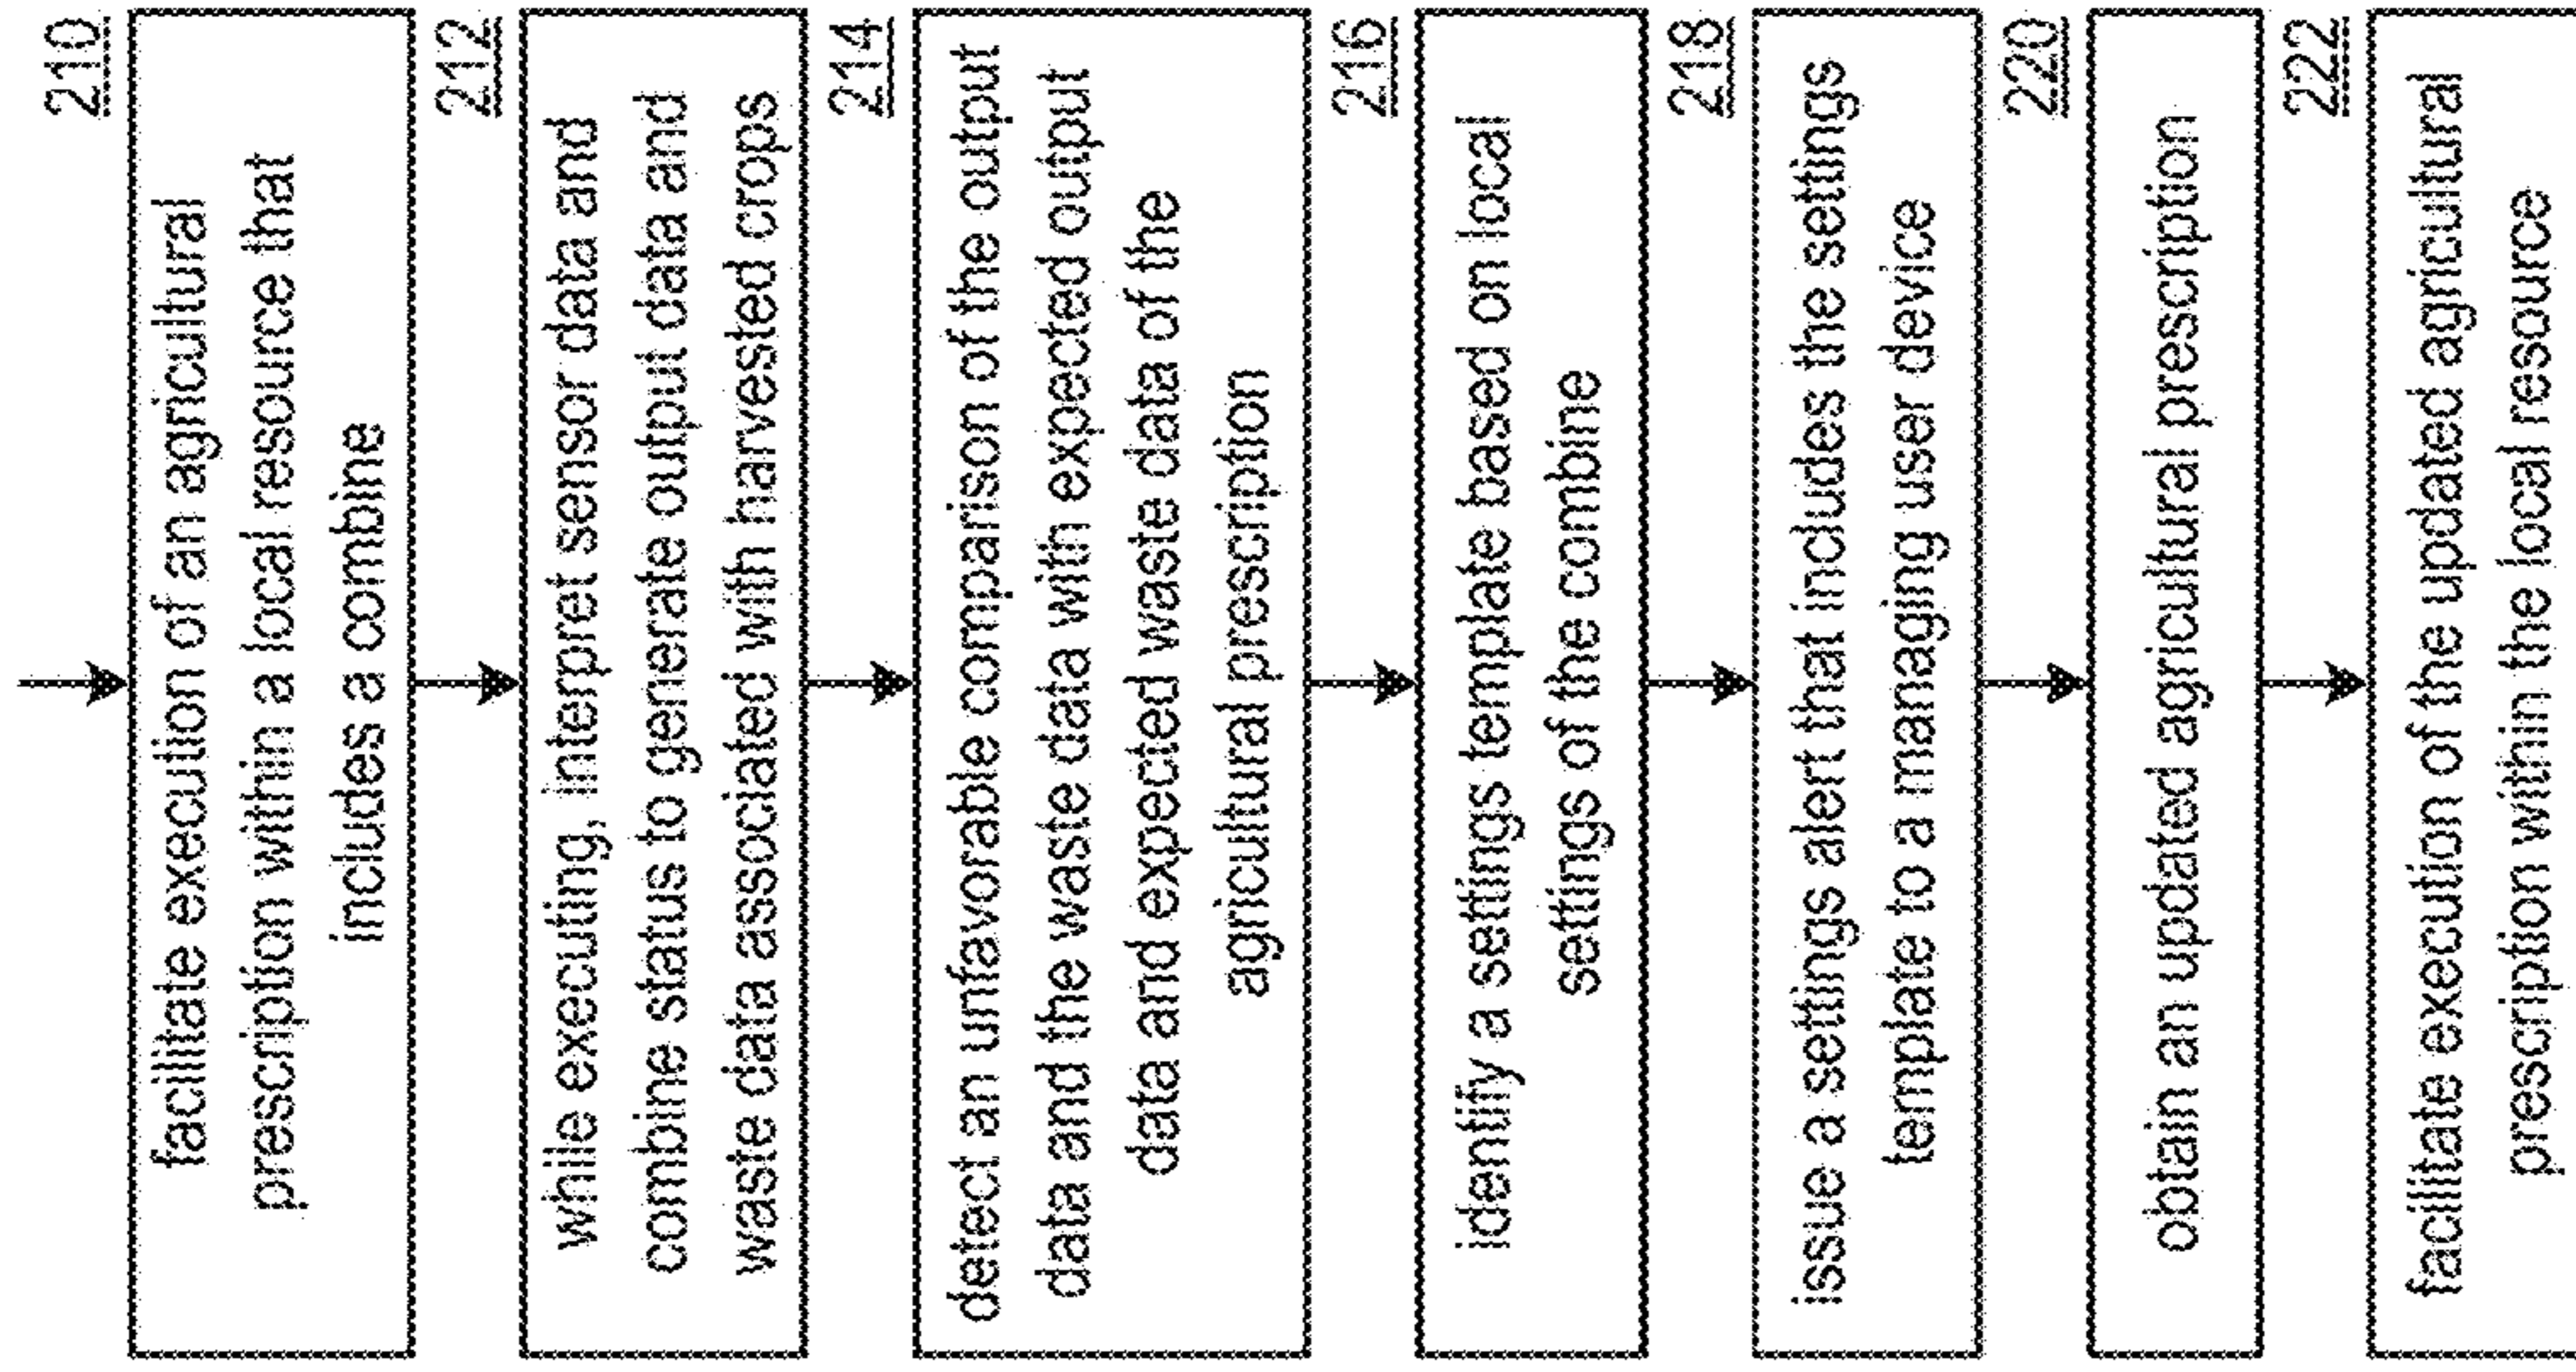 210
facilitate execution of an agricultural
prescription within a local resource that
includes a combine
212
while executing, interpret sensor data and
combine status to generate output data and
waste data associated with harvested crops
214
detect an unfavorable comparison of the output
data and the waste data with expected output
data and expected waste data of the
agricultural prescription
216
identify a settings template based on local
settings of the combine
218
issue a settings alert that includes the settings
template to a managing user device
220
obtain an updated agricultural prescription
222
facilitate execution of the updated agricultural
prescription within the local resource